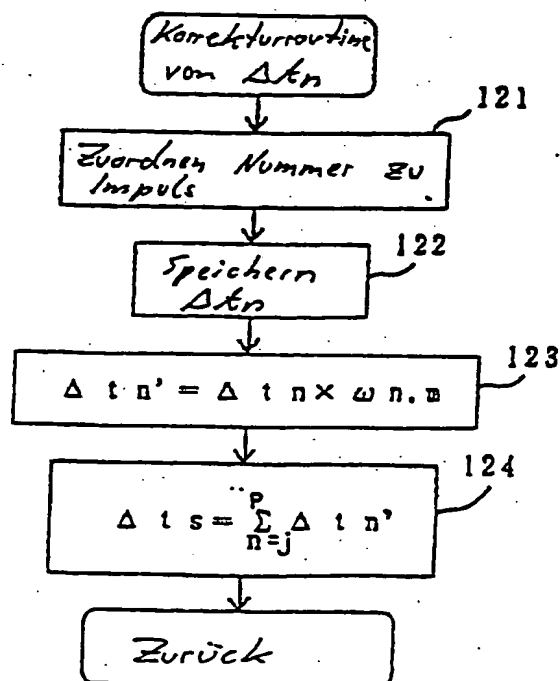 Korrekturroutine
von Δtn
121
Zuordnen Nummer zu
Impuls
122
Speichern
Δtn
123
Δ t n' = Δ t n × ω n. m
124
P
Δ t s = Σ Δ t n'
n=j
Zurück